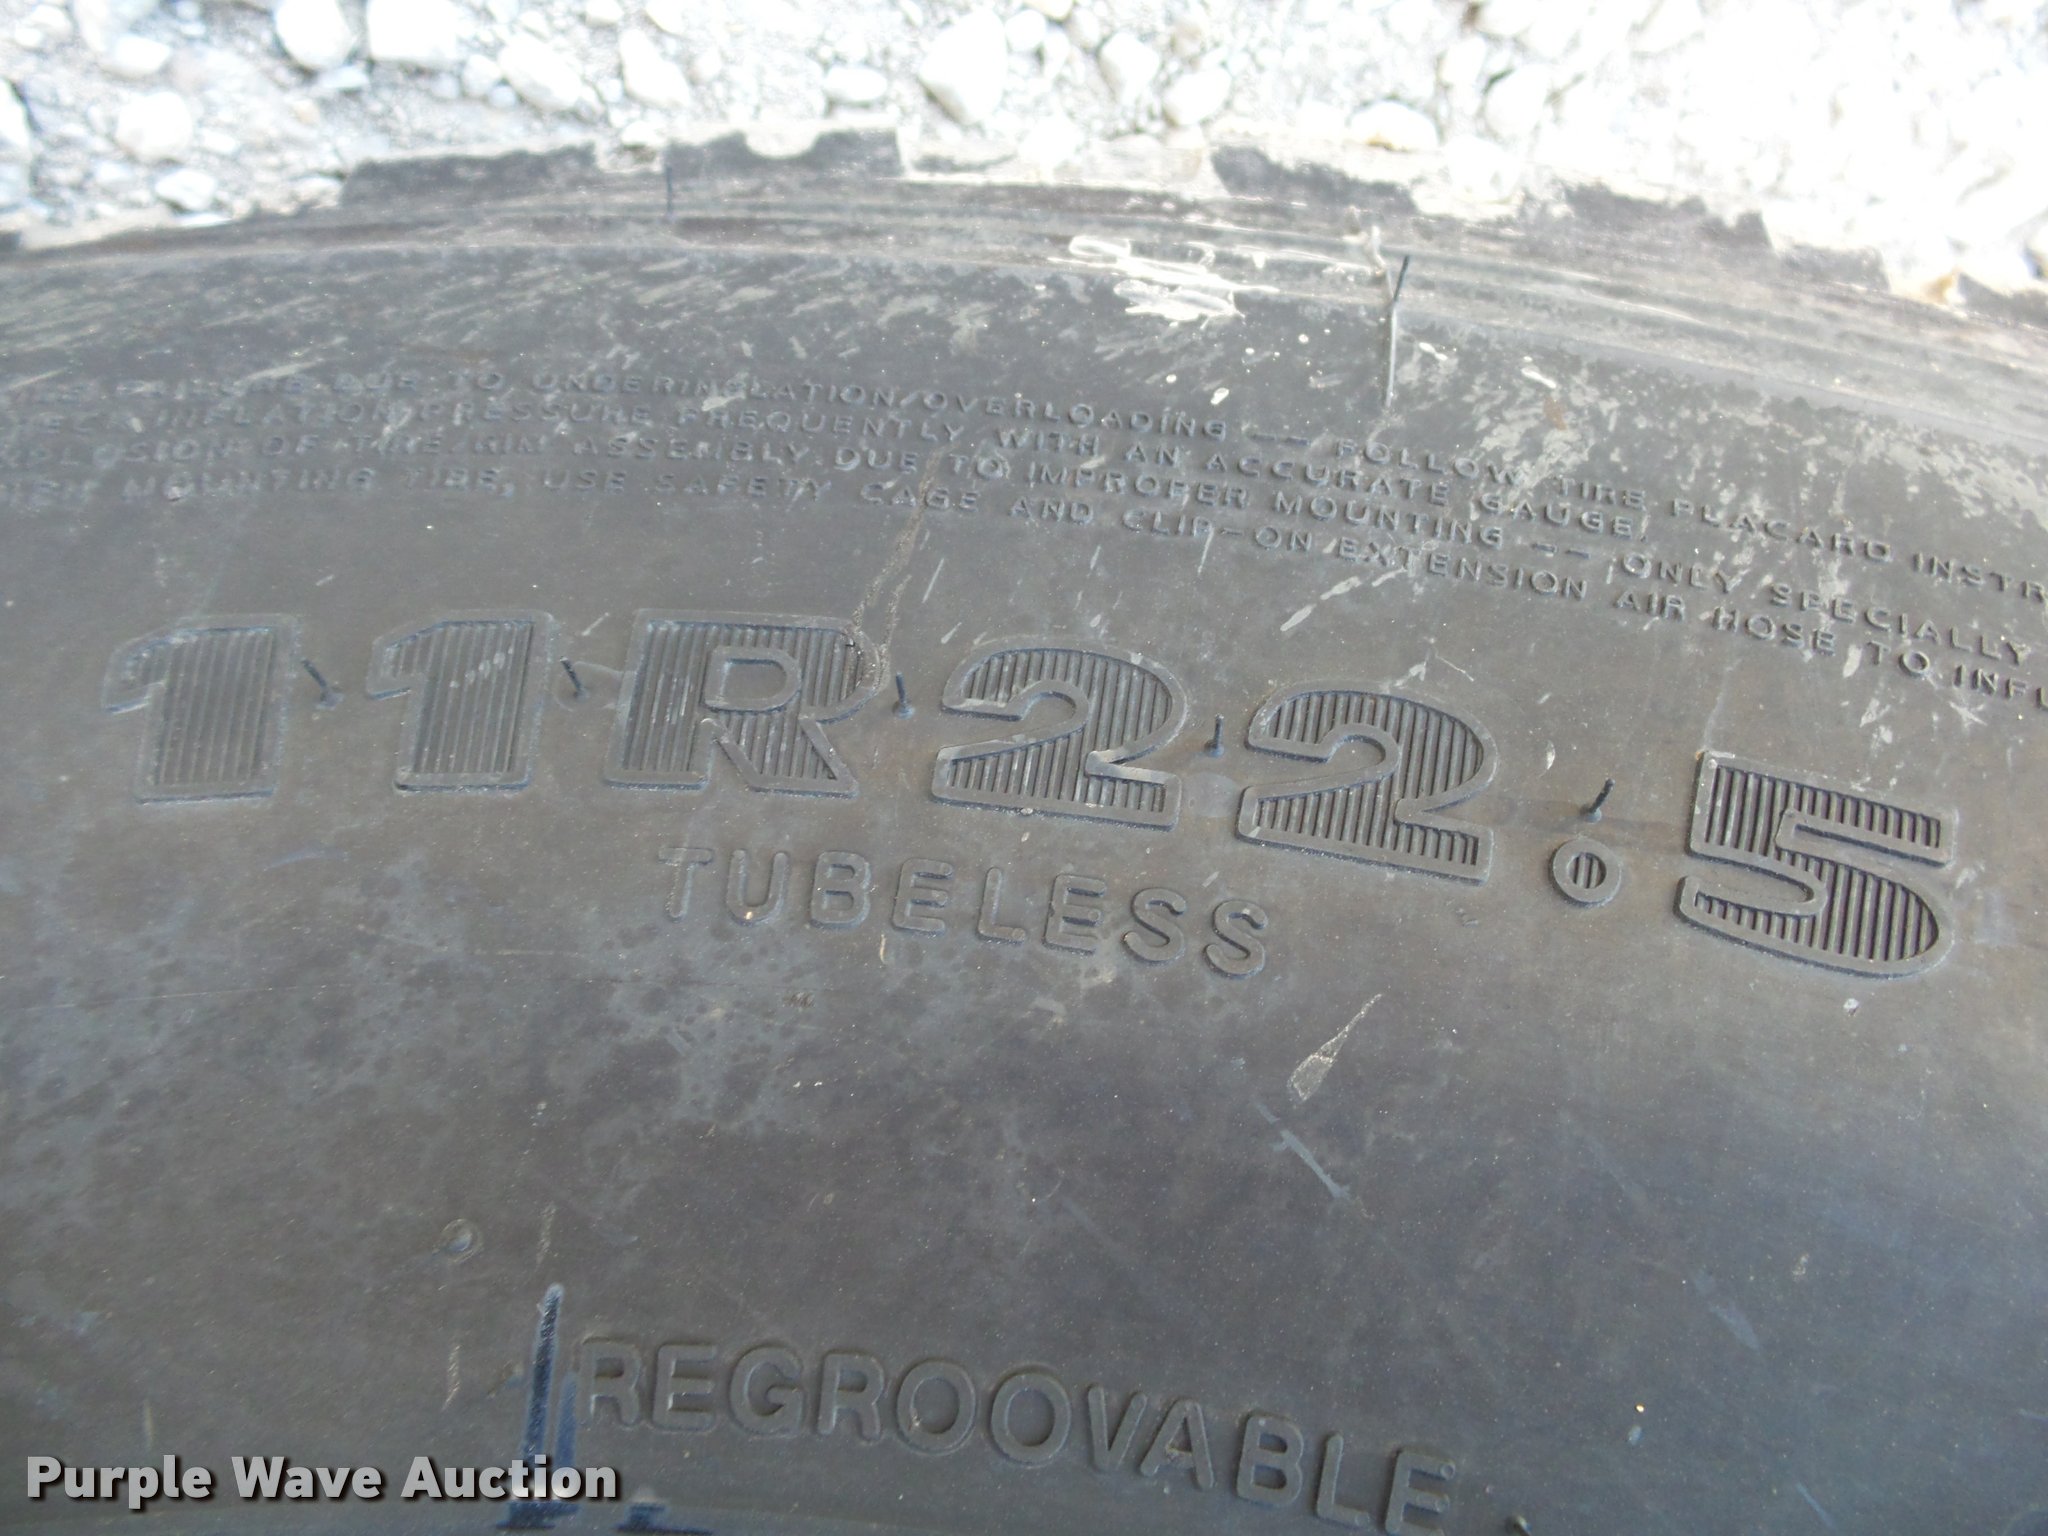 FAILURE DUE TO UNDERINFLATION/OVERLOADING -- FOLLOW TIRE PLACARD INSTR
INFLATION PRESSURE FREQUENTLY WITH AN ACCURATE GAUGE.
PLOSION OF TIRE/RIM ASSEMBLY DUE TO IMPROPER MOUNTING -- ONLY SPECIALLY
MOUNTING TIRE, USE SAFETY CAGE AND CLIP-ON EXTENSION AIR HOSE TO INFL
11R22.5
TUBELESS
REGROOVABLE
Purple Wave Auction